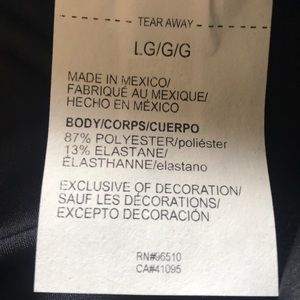 TEAR AWAY
LG/G/G
MADE IN MEXICO/
FABRIQUÉ AU MEXIQUE/
HECHO EN MÉXICO
BODY/CORPS/CUERPO
87% POLYESTER/poliéster
13% ELASTANE/
ÉLASTHANNE/elastano
EXCLUSIVE OF DECORATION/
SAUF LES DÉCORATIONS/
EXCEPTO DECORACIÓN
RN#96510
CA#41095